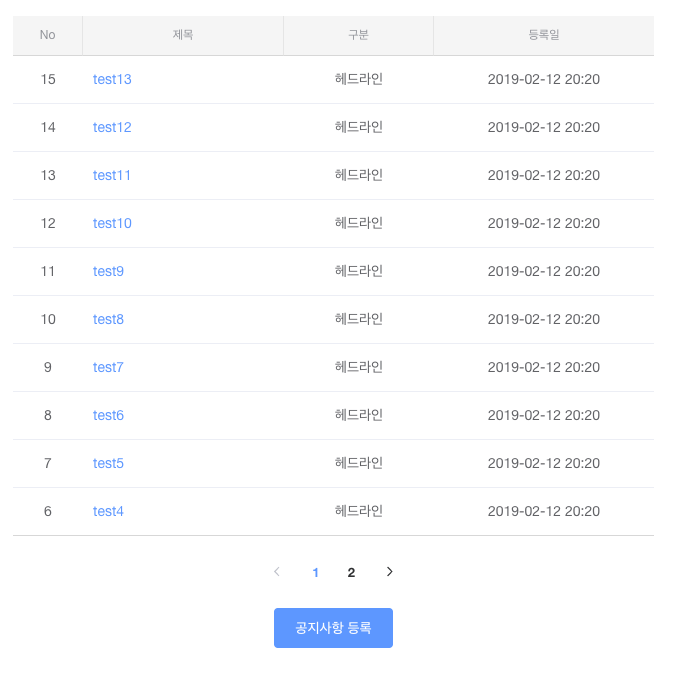 No 제목 구분 등록일
15 test13 헤드라인 2019-02-12 20:20
14 test12 헤드라인 2019-02-12 20:20
13 test11 헤드라인 2019-02-12 20:20
12 test10 헤드라인 2019-02-12 20:20
11 test9 헤드라인 2019-02-12 20:20
10 test8 헤드라인 2019-02-12 20:20
9 test7 헤드라인 2019-02-12 20:20
8 test6 헤드라인 2019-02-12 20:20
7 test5 헤드라인 2019-02-12 20:20
6 test4 헤드라인 2019-02-12 20:20
1 2
공지사항 등록